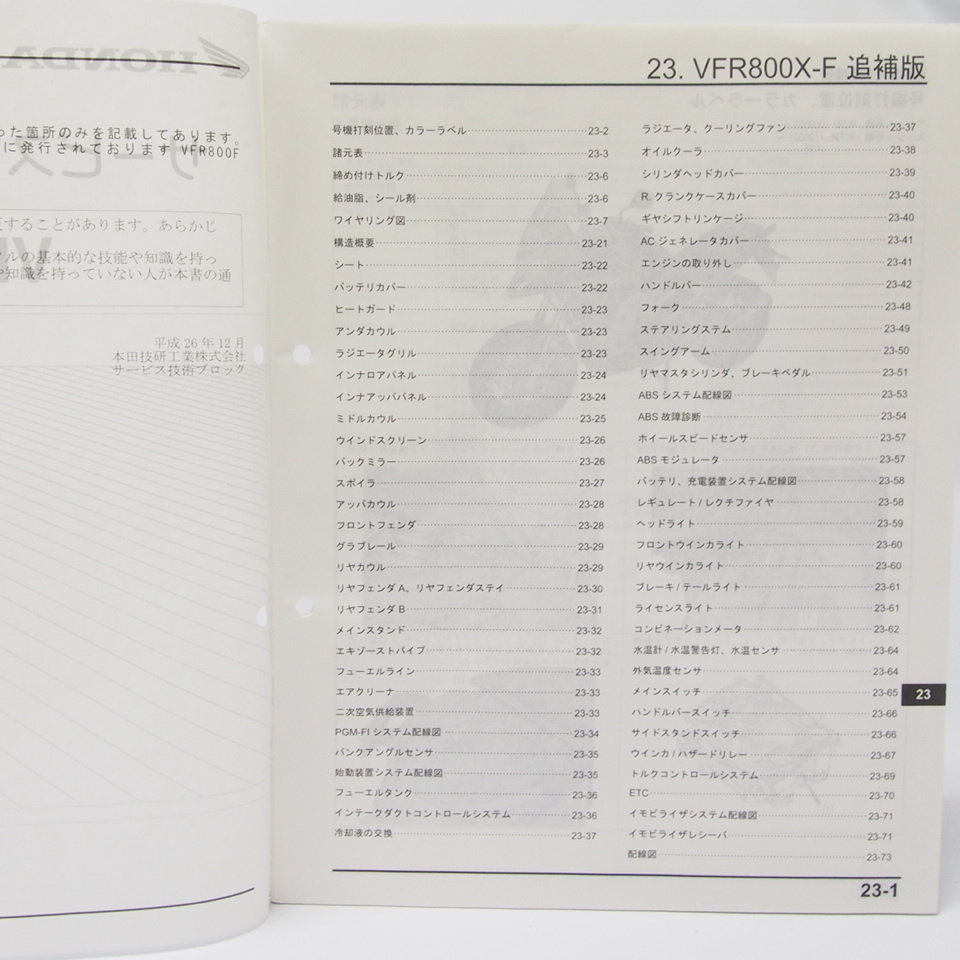 った箇所のみを記載してあります。
に発行されております VFR800F
更することがあります。あらかじ
イルの基本的な技能や知識を持っ
や知識を持っていない人が本書の通
平成26年12月
本田技研工業株式会社
サービス技術ブロック
23. VFR800X-F 追補版
号機打刻位置、カラーラベル 23-2
諸元表 23-3
締め付けトルク 23-6
給油脂、シール剤 23-6
ワイヤリング図 23-7
構造概要 23-21
シート 23-22
バッテリカバー 23-22
ヒートガード 23-23
アンダカウル 23-23
ラジエータグリル 23-23
インナロアパネル 23-24
インナアッパパネル 23-24
ミドルカウル 23-25
ウインドスクリーン 23-26
バックミラー 23-26
スポイラ 23-27
アッパカウル 23-28
フロントフェンダ 23-28
グラブレール 23-29
リヤカウル 23-29
リヤフェンダ A、リヤフェンダステイ 23-30
リヤフェンダ B 23-31
メインスタンド 23-32
エキゾーストパイプ 23-32
フューエルライン 23-33
エアクリーナ 23-33
二次空気供給装置 23-33
PGM-FI システム配線図 23-34
バンクアングルセンサ 23-35
始動装置システム配線図 23-35
フューエルタンク 23-36
インテークダクトコントロールシステム 23-36
冷却液の交換 23-37
ラジエータ、クーリングファン 23-37
オイルクーラ 23-38
シリンダヘッドカバー 23-39
R. クランクケースカバー 23-40
ギヤシフトリンケージ 23-40
AC ジェネレータカバー 23-41
エンジンの取り外し 23-41
ハンドルバー 23-42
フォーク 23-48
ステアリングステム 23-49
スイングアーム 23-50
リヤマスタシリンダ、ブレーキペダル 23-51
ABS システム配線図 23-53
ABS 故障診断 23-54
ホイールスピードセンサ 23-57
ABS モジュレータ 23-57
バッテリ、充電装置システム配線図 23-58
レギュレート / レクチファイヤ 23-58
ヘッドライト 23-59
フロントウインカライト 23-60
リヤウインカライト 23-60
ブレーキ / テールライト 23-61
ライセンスライト 23-61
コンビネーションメータ 23-62
水温計 / 水温警告灯、水温センサ 23-64
外気温度センサ 23-64
メインスイッチ 23-65
ハンドルバースイッチ 23-66
サイドスタンドスイッチ 23-66
ウインカ / ハザードリレー 23-67
トルクコントロールシステム 23-69
ETC 23-70
イモビライザシステム配線図 23-71
イモビライザレシーバ 23-71
配線図 23-73
23
23-1